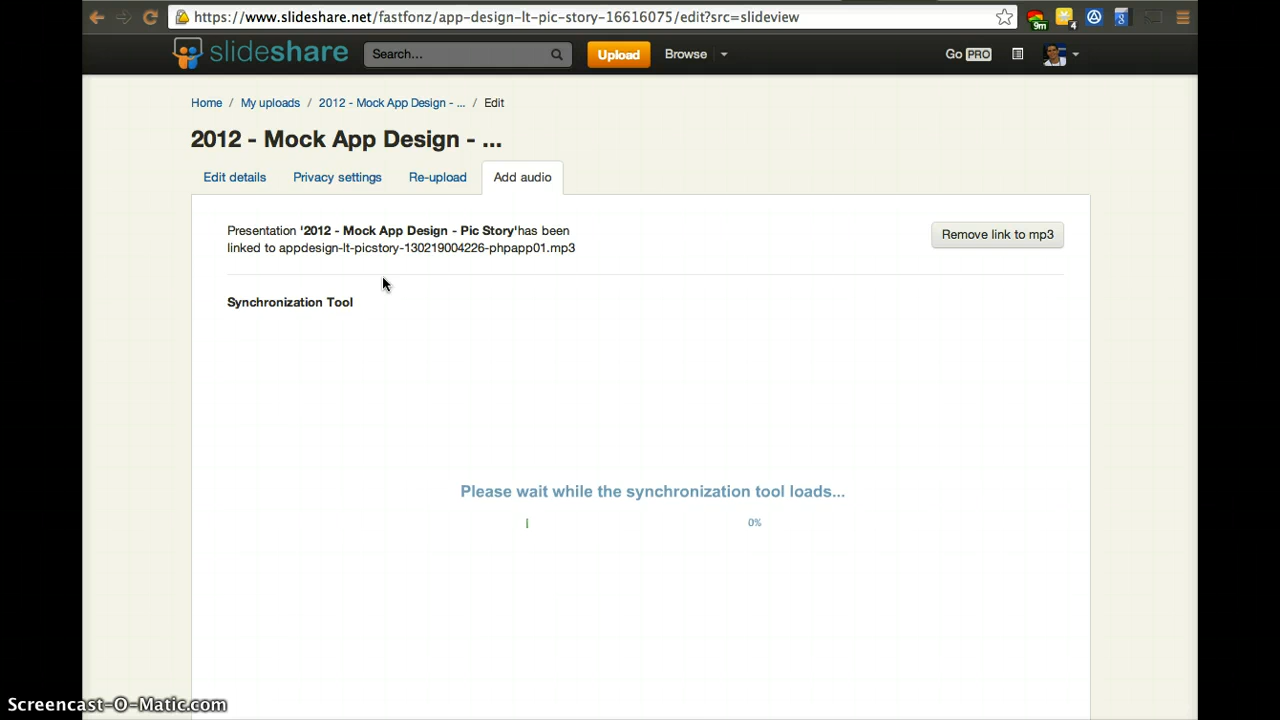 https://www.slideshare.net/fastfonz/app-design-lt-pic-story-16616075/edit?src=slideview
9m
4
slideshare
Search...
Upload
Browse
Go PRO
Home / My uploads / 2012 - Mock App Design - ... / Edit
2012 - Mock App Design - ...
Edit details
Privacy settings
Re-upload
Add audio
Presentation '2012 - Mock App Design - Pic Story'has been
linked to appdesign-lt-picstory-130219004226-phpapp01.mp3
Remove link to mp3
Synchronization Tool
Please wait while the synchronization tool loads...
0%
Screencast-O-Matic.com